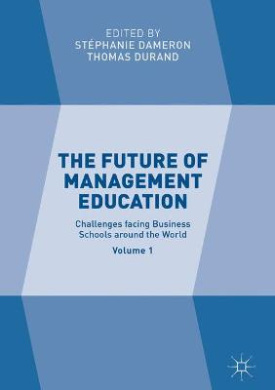 EDITED BY
STÉPHANIE DAMERON
THOMAS DURAND
THE FUTURE OF
MANAGEMENT
EDUCATION
Challenges facing Business
Schools around the World
Volume 1